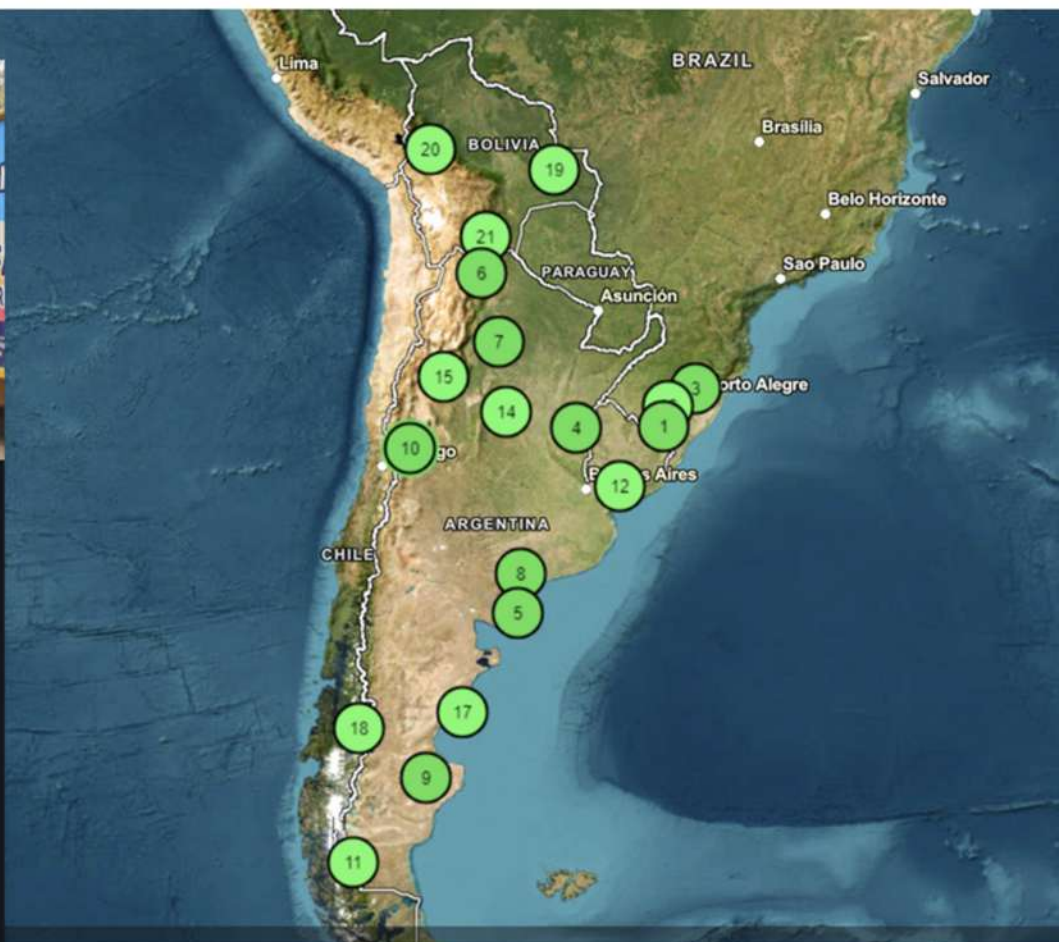 BRAZIL
Lima
Salvador
Brasília
20
BOLIVIA
19
Belo Horizonte
21
6
PARAGUAY
Sao Paulo
Asunción
7
15
3
orto Alegre
14
4
1
10
go
B
s Aires
12
ARGENTINA
CHILE
8
5
17
18
9
11